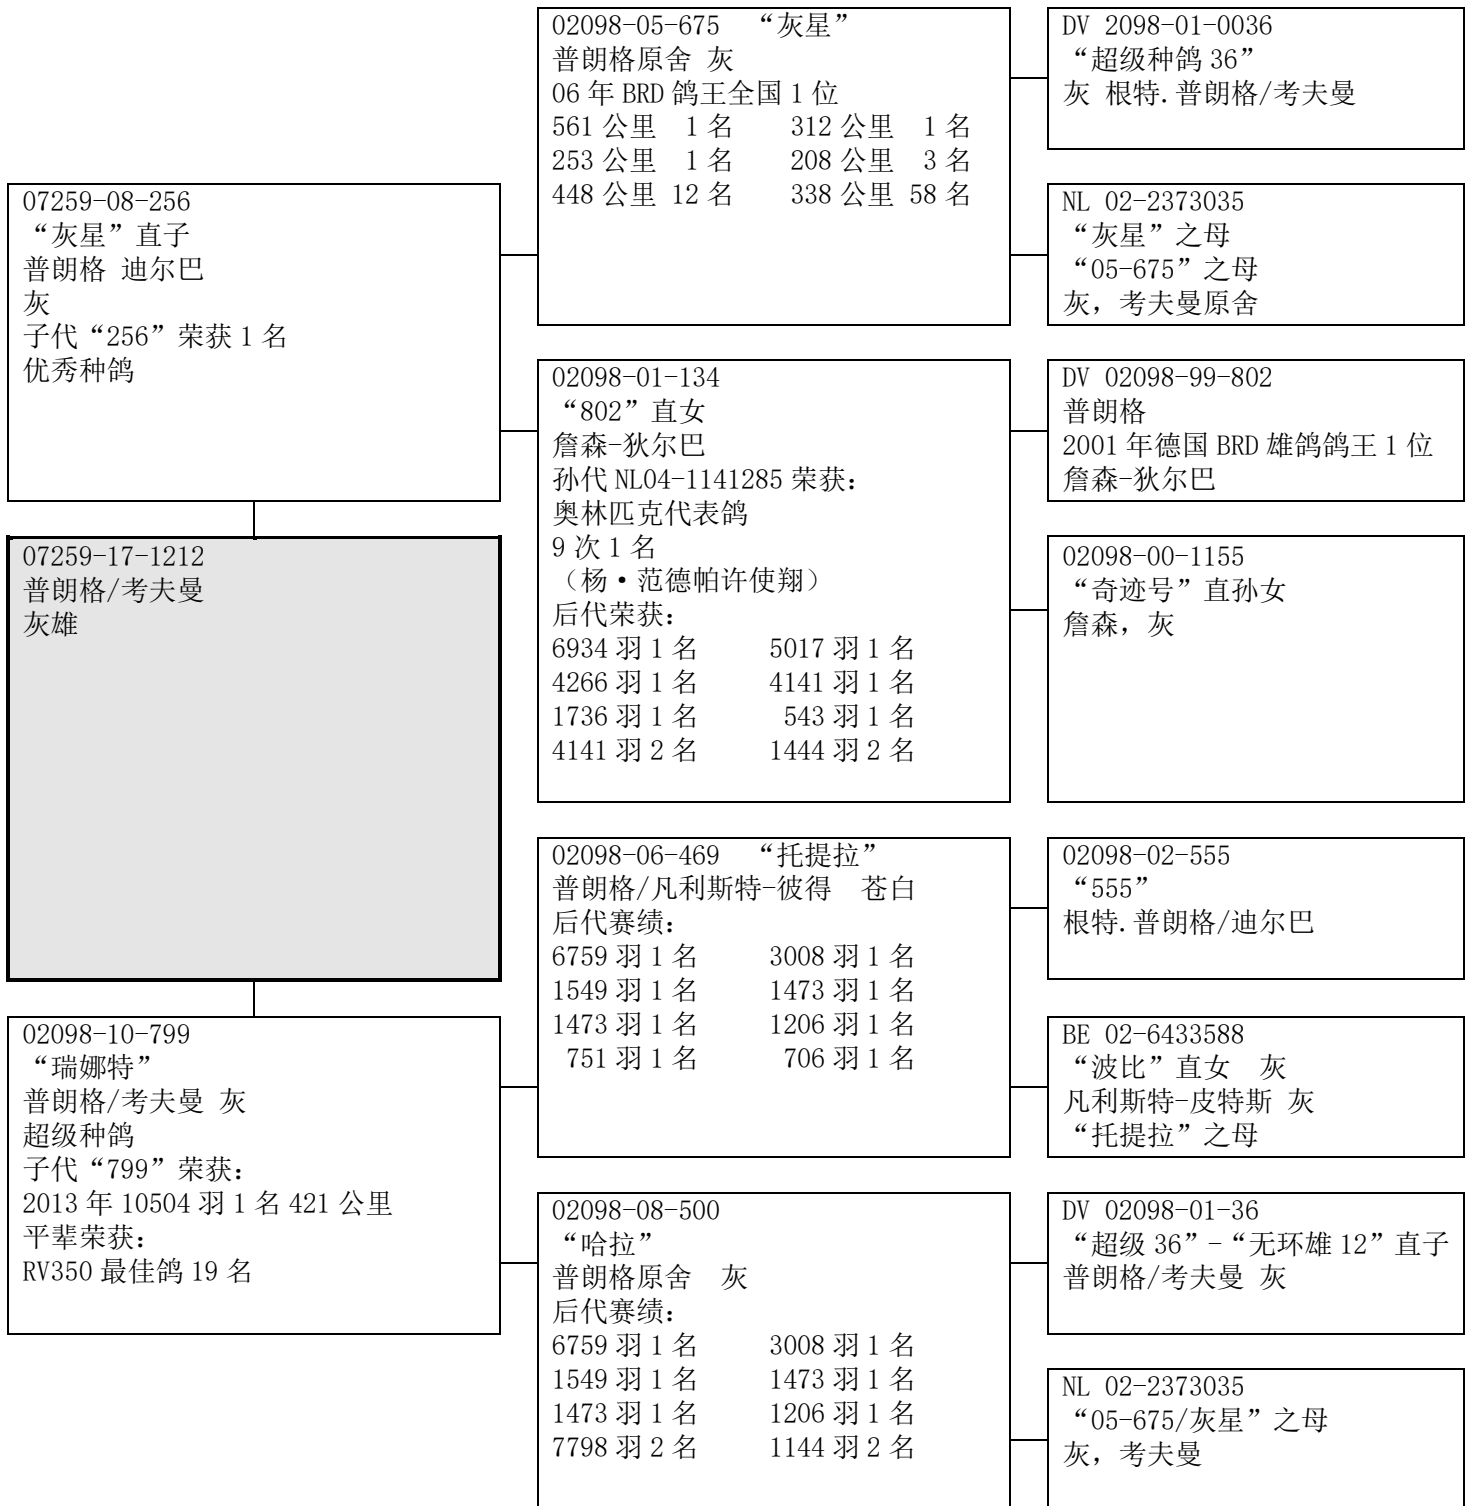 07259-17-1212
普朗格/考夫曼
灰雄
07259-08-256
“灰星”直子
普朗格 迪尔巴
灰
子代“256”荣获 1 名
优秀种鸽
02098-10-799
“瑞娜特”
普朗格/考夫曼 灰
超级种鸽
子代“799”荣获：
2013 年 10504 羽 1 名 421 公里
平辈荣获：
RV350 最佳鸽 19 名
02098-05-675 “灰星”
普朗格原舍 灰
06 年 BRD 鸽王全国 1 位
561 公里 1 名 312 公里 1 名
253 公里 1 名 208 公里 3 名
448 公里 12 名 338 公里 58 名
02098-01-134
“802”直女
詹森-狄尔巴
孙代 NL04-1141285 荣获：
奥林匹克代表鸽
9 次 1 名
（杨·范德帕许使翔）
后代荣获：
6934 羽 1 名 5017 羽 1 名
4266 羽 1 名 4141 羽 1 名
1736 羽 1 名 543 羽 1 名
4141 羽 2 名 1444 羽 2 名
02098-06-469 “托提拉”
普朗格/凡利斯特-彼得 苍白
后代赛绩：
6759 羽 1 名 3008 羽 1 名
1549 羽 1 名 1473 羽 1 名
1473 羽 1 名 1206 羽 1 名
751 羽 1 名 706 羽 1 名
02098-08-500
“哈拉”
普朗格原舍 灰
后代赛绩：
6759 羽 1 名 3008 羽 1 名
1549 羽 1 名 1473 羽 1 名
1473 羽 1 名 1206 羽 1 名
7798 羽 2 名 1144 羽 2 名
DV 2098-01-0036
“超级种鸽 36”
灰 根特.普朗格/考夫曼
NL 02-2373035
“灰星”之母
“05-675”之母
灰，考夫曼原舍
DV 02098-99-802
普朗格
2001 年德国 BRD 雄鸽鸽王 1 位
詹森-狄尔巴
02098-00-1155
“奇迹号”直孙女
詹森，灰
02098-02-555
“555”
根特.普朗格/迪尔巴
BE 02-6433588
“波比”直女 灰
凡利斯特-皮特斯 灰
“托提拉”之母
DV 02098-01-36
“超级 36”-“无环雄 12”直子
普朗格/考夫曼 灰
NL 02-2373035
“05-675/灰星”之母
灰，考夫曼